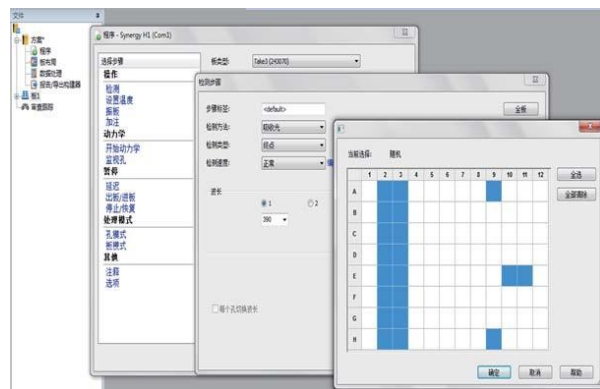 文件
方案*
程序
板布局
数据处理
报告/导出构建器
板1
审查跟踪
程序 - Synergy H1 (Com1)
选择步骤
操作
检测
设置温度
振板
加注
动力学
开始动力学
监视孔
暂停
延迟
出板/进板
停止/恢复
处理模式
孔模式
板模式
其他
注释
选项
板类型: Take3 (243070)
检测步骤
步骤标签: <default>
全板
检测方法: 吸收光
检测类型: 终点
检测速度: 正常
波长
1 2
390
每个孔切换波长
当前选择: 随机
1 2 3 4 5 6 7 8 9 10 11 12
A
B
C
D
E
F
G
H
全选
全部清除
确定 取消 帮助